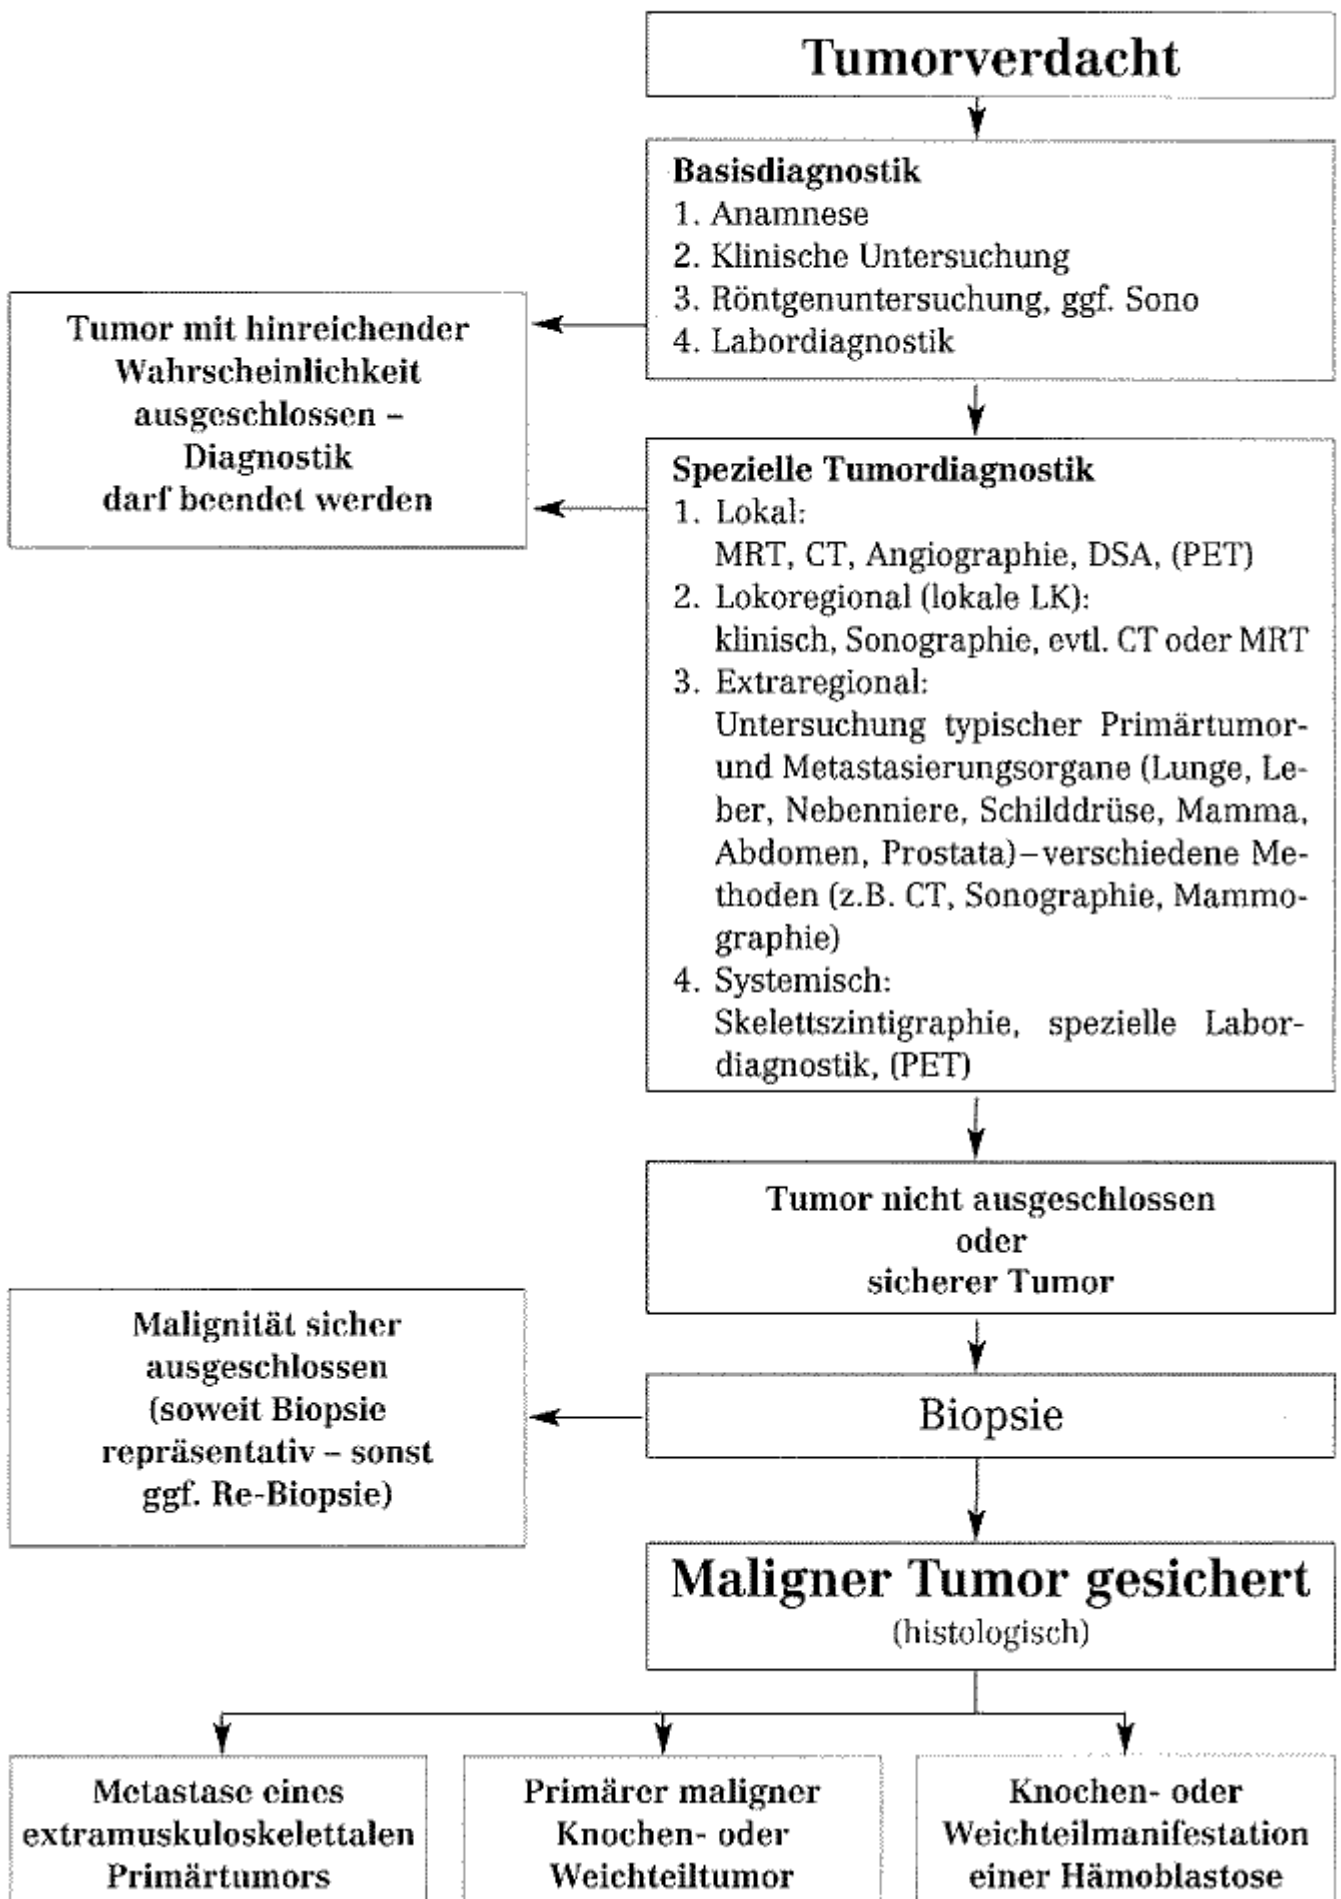 Tumorverdacht
Basisdiagnostik
1. Anamnese
2. Klinische Untersuchung
3. Röntgenuntersuchung, ggf. Sono
4. Labordiagnostik
Tumor mit hinreichender
Wahrscheinlichkeit
ausgeschlossen –
Diagnostik
darf beendet werden
Spezielle Tumordiagnostik
1. Lokal:
MRT, CT, Angiographie, DSA, (PET)
2. Lokoregional (lokale LK):
klinisch, Sonographie, evtl. CT oder MRT
3. Extraregional:
Untersuchung typischer Primärtumor-
und Metastasierungsorgane (Lunge, Le-
ber, Nebenniere, Schilddrüse, Mamma,
Abdomen, Prostata)–verschiedene Me-
thoden (z.B. CT, Sonographie, Mammo-
graphie)
4. Systemisch:
Skelettszintigraphie, spezielle Labor-
diagnostik, (PET)
Tumor nicht ausgeschlossen
oder
sicherer Tumor
Malignität sicher
ausgeschlossen
(soweit Biopsie
repräsentativ – sonst
ggf. Re-Biopsie)
Biopsie
Maligner Tumor gesichert
(histologisch)
Metastase eines
extramuskuloskelettalen
Primärtumors
Primärer maligner
Knochen- oder
Weichteiltumor
Knochen- oder
Weichteilmanifestation
einer Hämoblastose